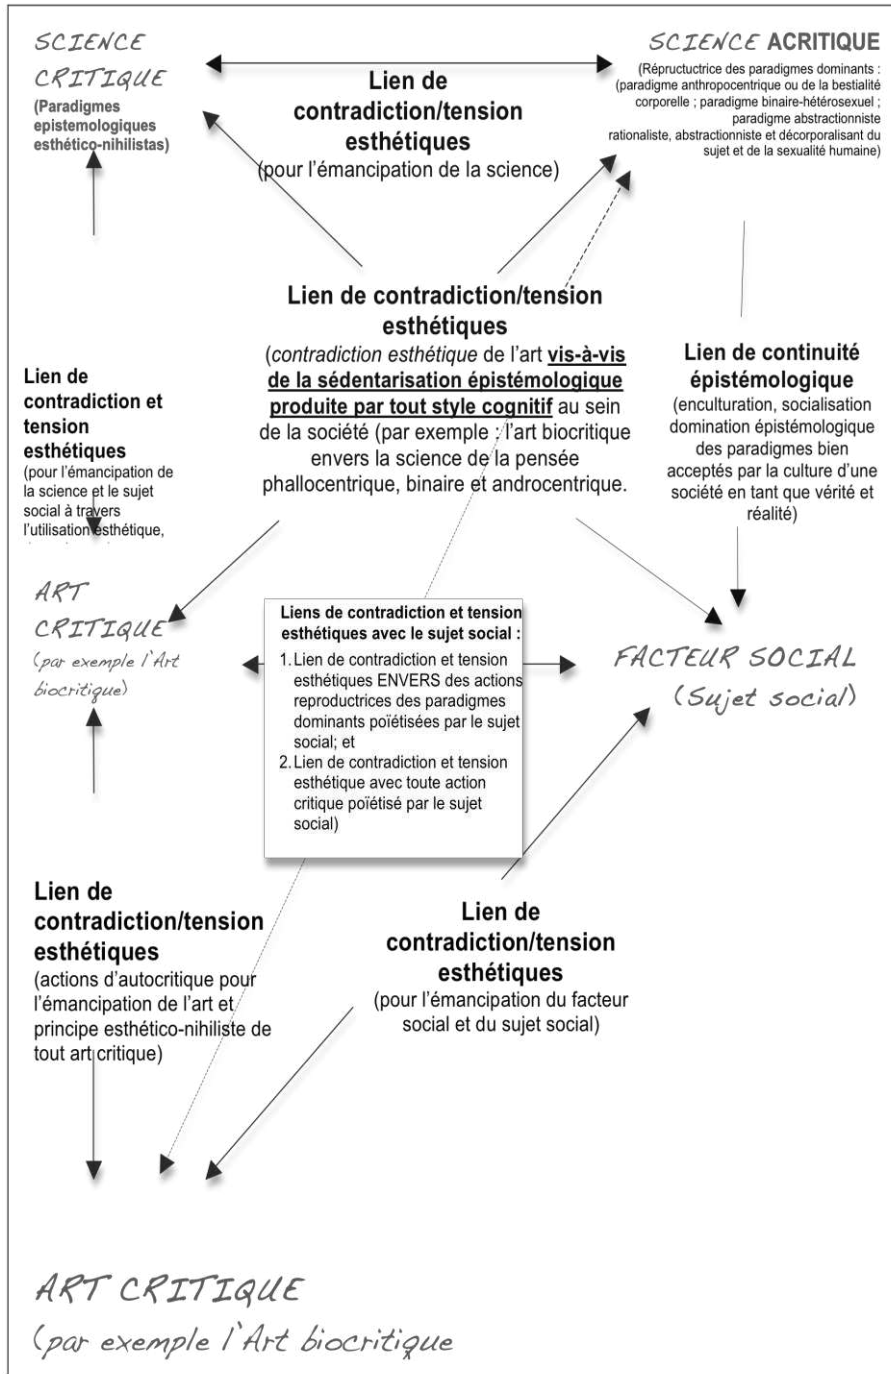 SCIENCE
CRITIQUE
(Paradigmes
epistemologiques
esthético-nihilistas)
Lien de
contradiction/tension
esthétiques
(pour l’émancipation de la science)
SCIENCE ACRITIQUE
(Répructuctrice des paradigmes dominants :
(paradigme anthropocentrique ou de la bestialité
corporelle ; paradigme binaire-hétérosexuel ;
paradigme abstractionniste
rationaliste, abstractionniste et décorporalisant du
sujet et de la sexualité humaine)
Lien de contradiction/tension
esthétiques
(contradiction esthétique de l’art vis-à-vis
de la sédentarisation épistémologique
produite par tout style cognitif au sein
de la société (par exemple : l’art biocritique
envers la science de la pensée
phallocentrique, binaire et androcentrique.
Lien de
contradiction et
tension
esthétiques
(pour l’émancipation de
la science et le sujet
social à travers
l’utilisation esthétique,
Lien de continuité
épistémologique
(enculturation, socialisation
domination épistémologique
des paradigmes bien
acceptés par la culture d’une
société en tant que vérité et
réalité)
ART
CRITIQUE
(par exemple l’Art
biocritique)
Liens de contradiction et tension
esthétiques avec le sujet social :
1. Lien de contradiction et tension
esthétiques ENVERS des actions
reproductrices des paradigmes
dominants poïétisées par le sujet
social; et
2. Lien de contradiction et tension
esthétique avec toute action
critique poïétisé par le sujet
social)
FACTEUR SOCIAL
(Sujet social)
Lien de
contradiction/tension
esthétiques
(actions d’autocritique pour
l’émancipation de l’art et
principe esthético-nihiliste de
tout art critique)
Lien de
contradiction/tension
esthétiques
(pour l’émancipation du facteur
social et du sujet social)
ART CRITIQUE
(par exemple l’Art biocritique